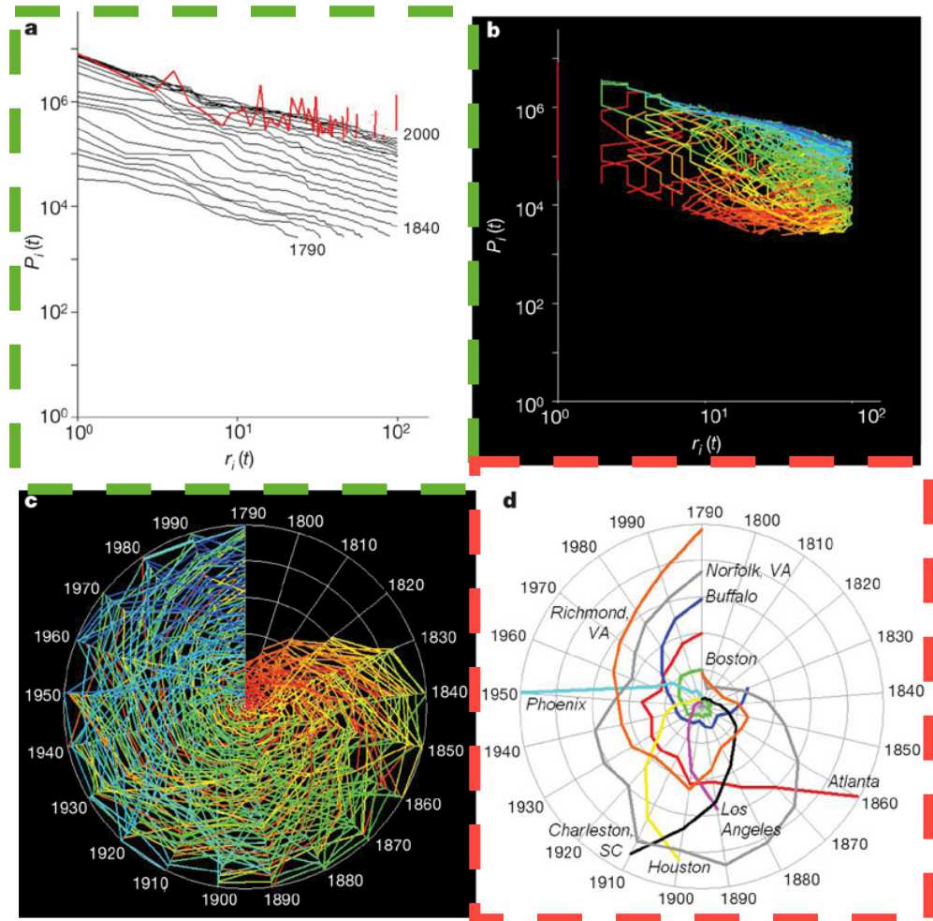 a
10^6
10^4
10^2
10^0
P_i(t)
2000
1840
1790
10^0
10^1
10^2
r_i(t)
b
10^6
10^4
10^2
10^0
P_i(t)
10^0
10^1
10^2
r_i(t)
c
1790
1800
1810
1820
1830
1840
1850
1860
1870
1880
1890
1900
1910
1920
1930
1940
1950
1960
1970
1980
1990
d
1790
1800
1810
1820
1830
1840
1850
1860
1870
1880
1890
1900
1910
1920
1930
1940
1950
1960
1970
1980
1990
Norfolk, VA
Buffalo
Richmond,
VA
Boston
Phoenix
Atlanta
Los
Angeles
Charleston,
SC
Houston